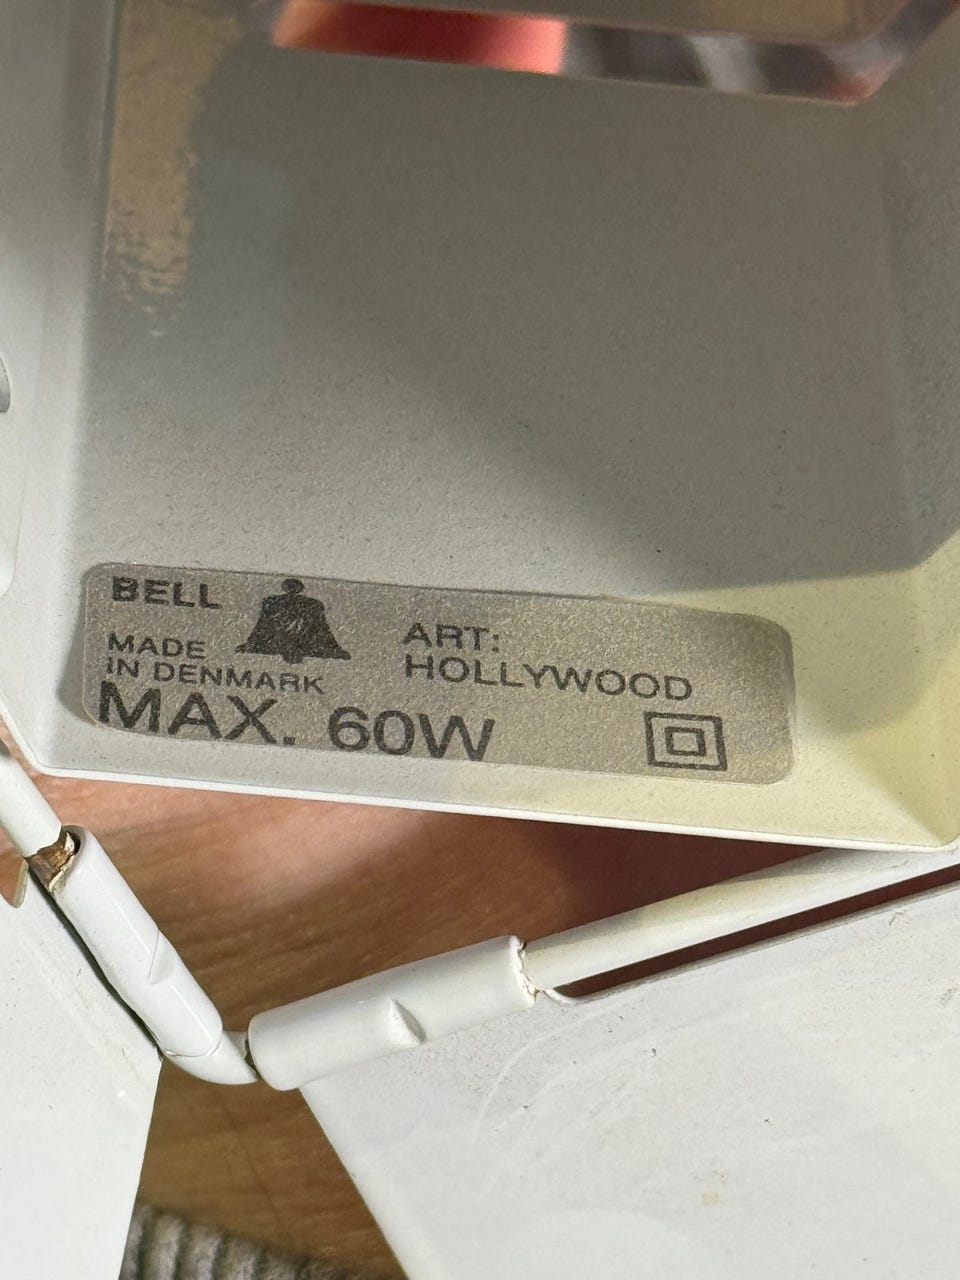 BELL
MADE
IN DENMARK
ART:
HOLLYWOOD
MAX. 60W